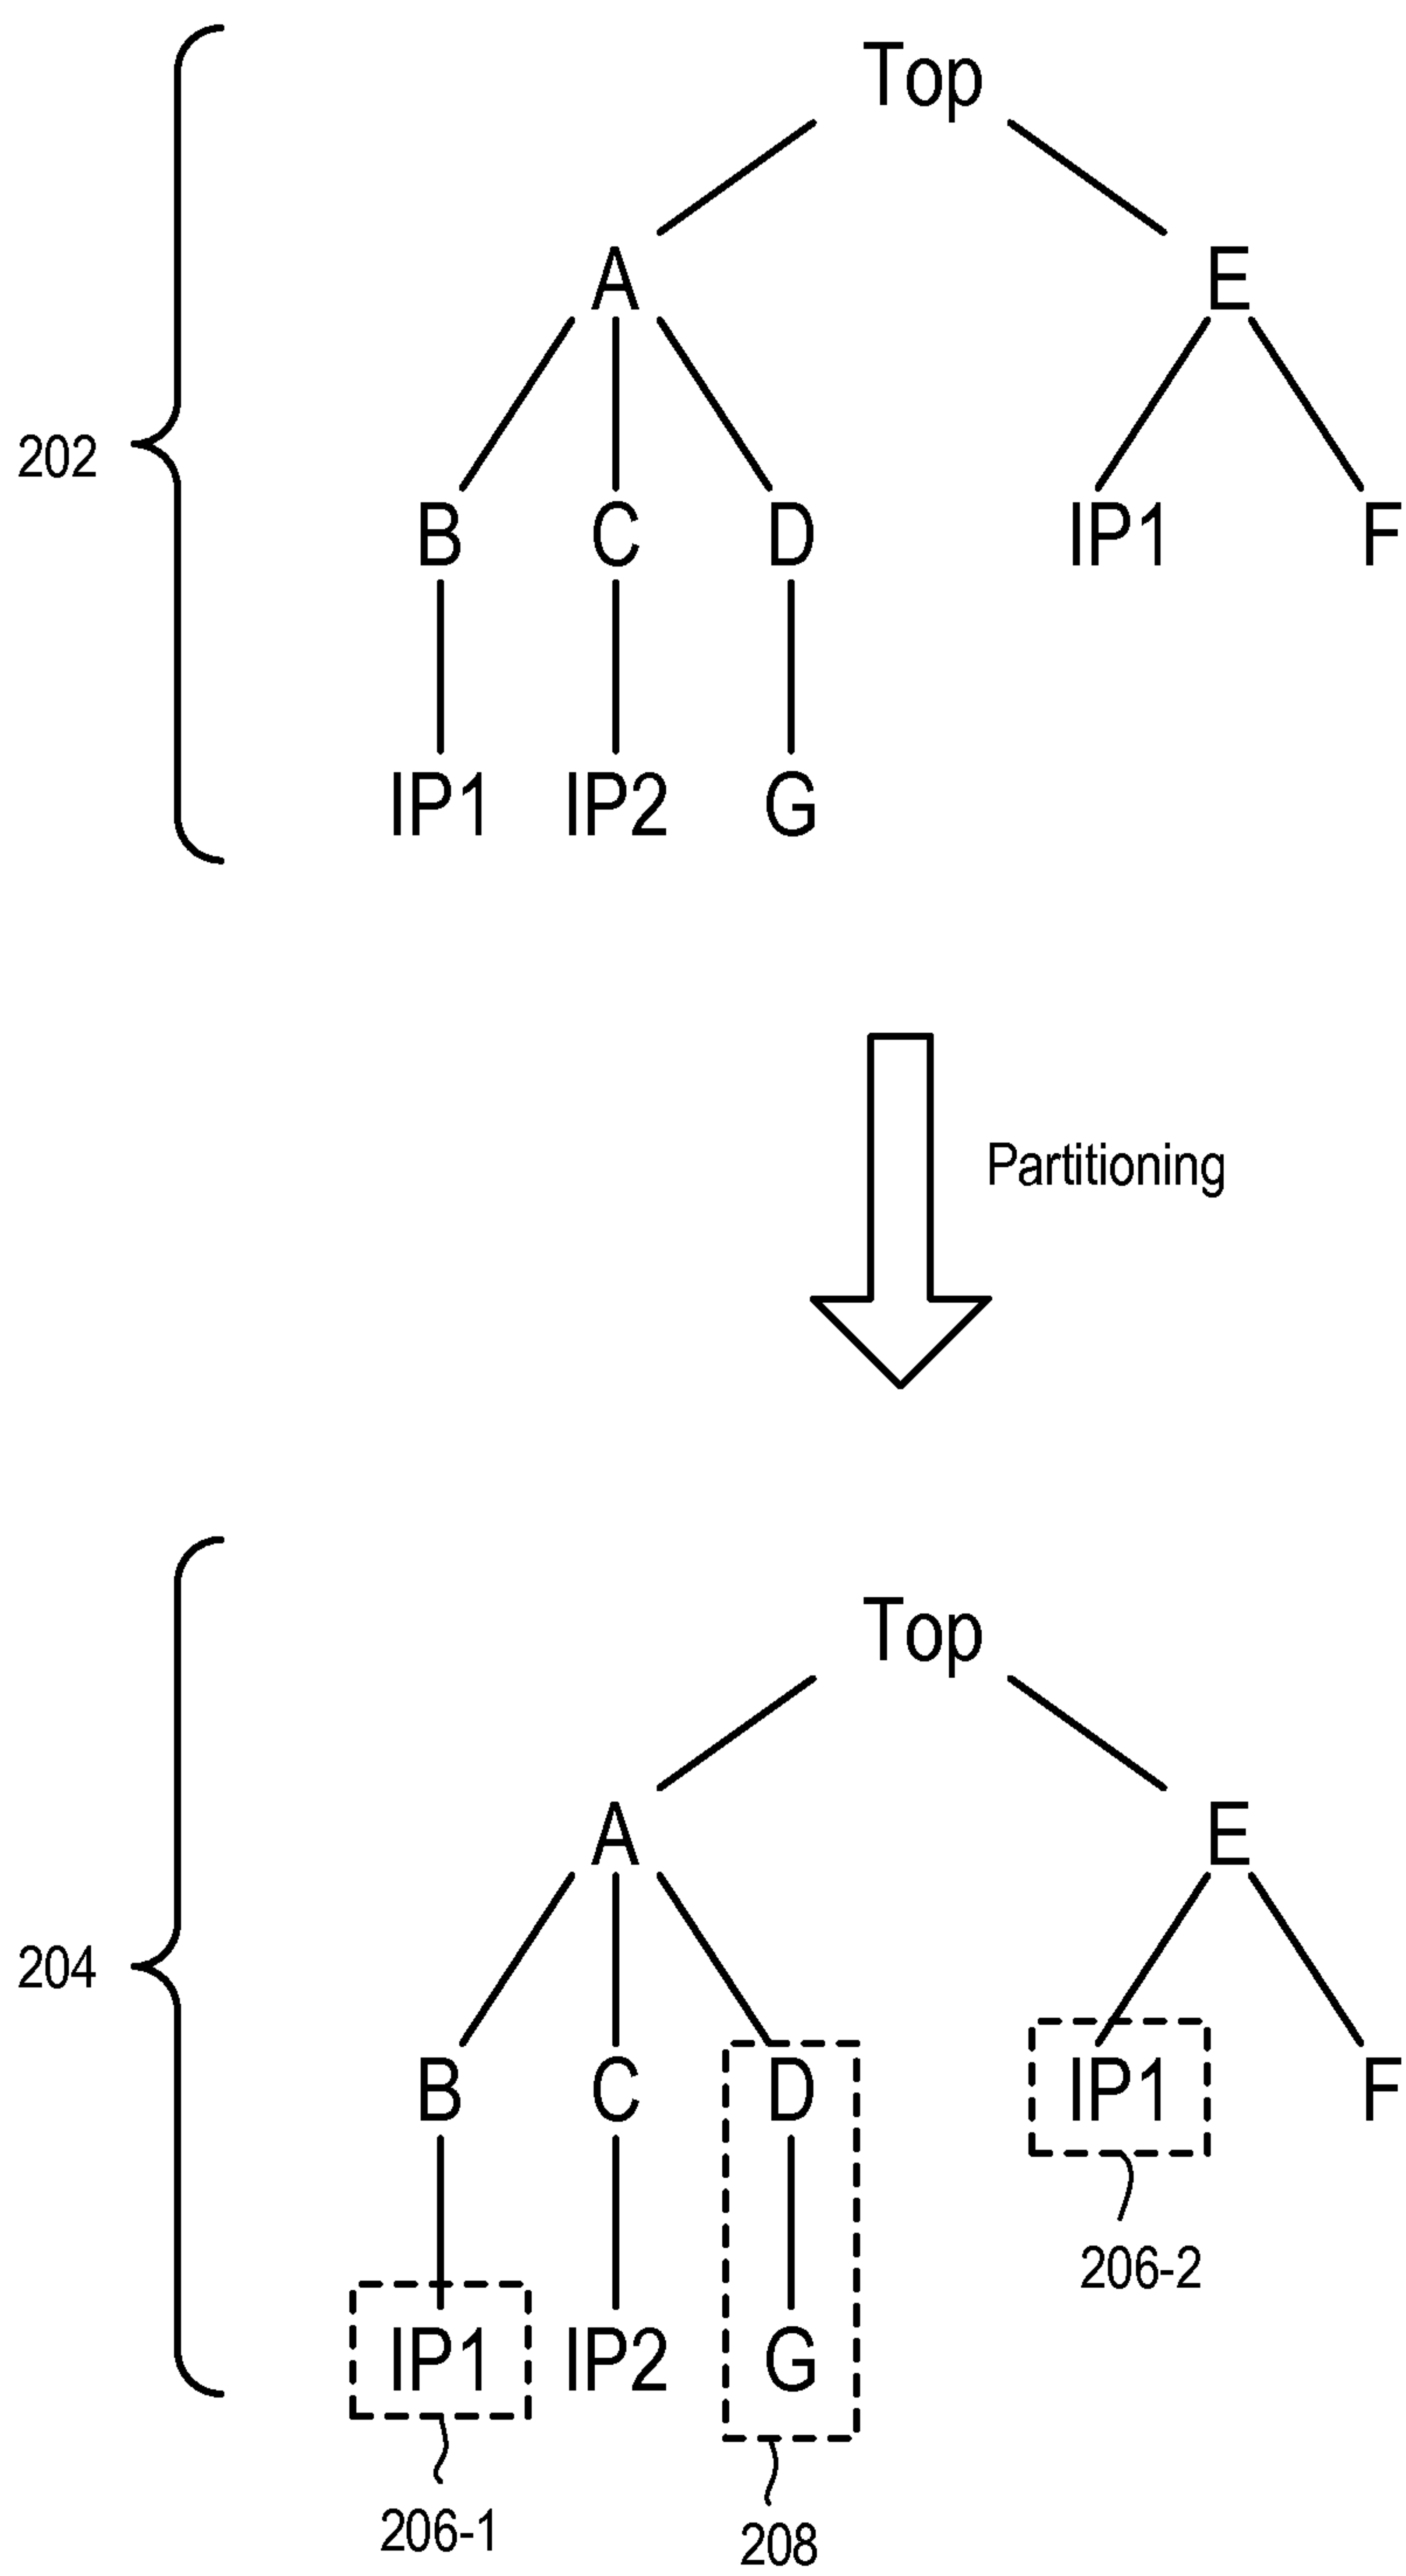 Top
A E
202
B C D IP1 F
IP1 IP2 G
Partitioning
Top
A E
204
B C D IP1 F
206-2
IP1 IP2 G
206-1 208